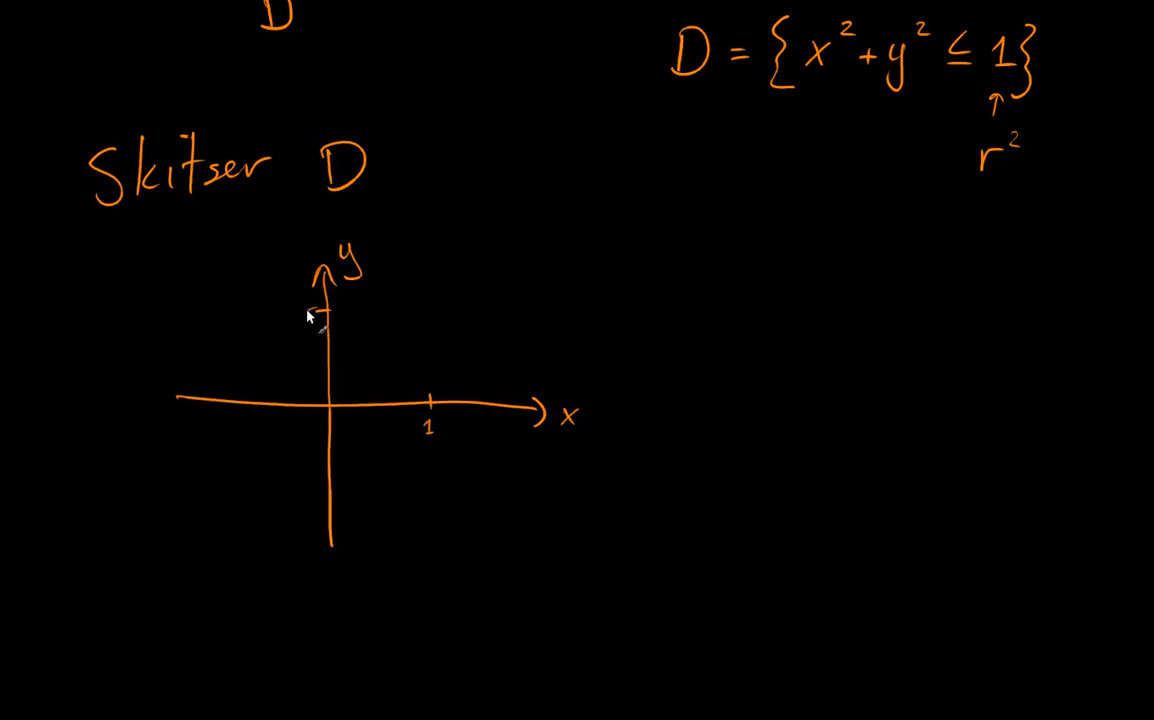 D
D = {x² + y² ≤ 1}
↑
r²
Skitser D
y
x
1